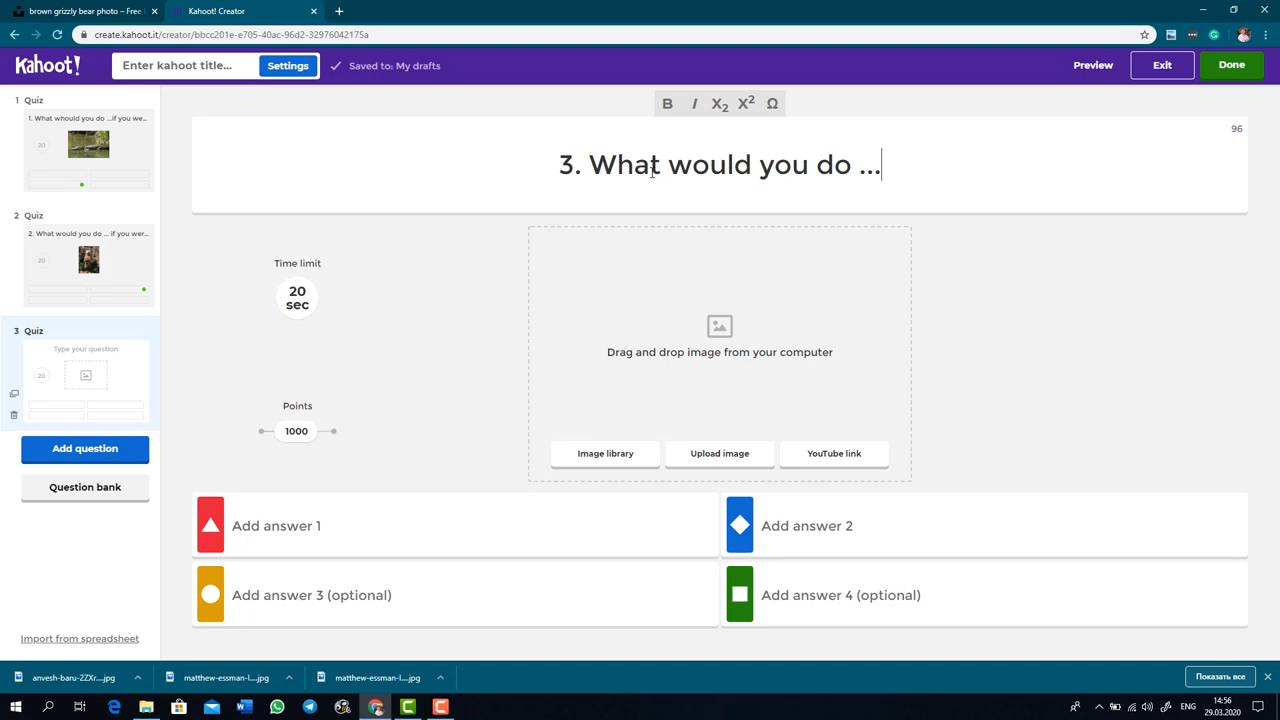 brown grizzly bear photo – Free
Kahoot! Creator
create.kahoot.it/creator/bbcc201e-e705-40ac-96d2-32976042175a
Kahoot!
Enter kahoot title...
Settings
Saved to: My drafts
Preview
Exit
Done
1 Quiz
1. What whould you do ...if you we...
20
2 Quiz
2. What would you do ... if you wer...
20
3 Quiz
Type your question
20
Add question
Question bank
Import from spreadsheet
B I X2 X2 Ω
96
3. What would you do ...
Time limit
20
sec
Points
1000
Drag and drop image from your computer
Image library
Upload image
YouTube link
Add answer 1
Add answer 2
Add answer 3 (optional)
Add answer 4 (optional)
anvesh-baru-2ZXr....jpg
matthew-essman-l....jpg
matthew-essman-l....jpg
Показать все
14:56
ENG
29.03.2020